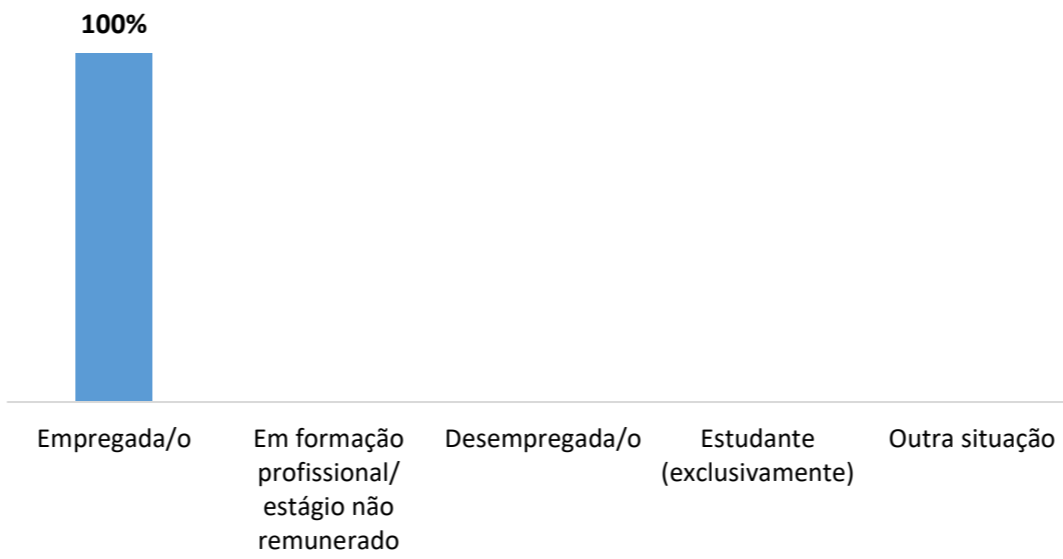 100%
Empregada/o
Em formação
profissional/
estágio não
remunerado
Desempregada/o
Estudante
(exclusivamente)
Outra situação